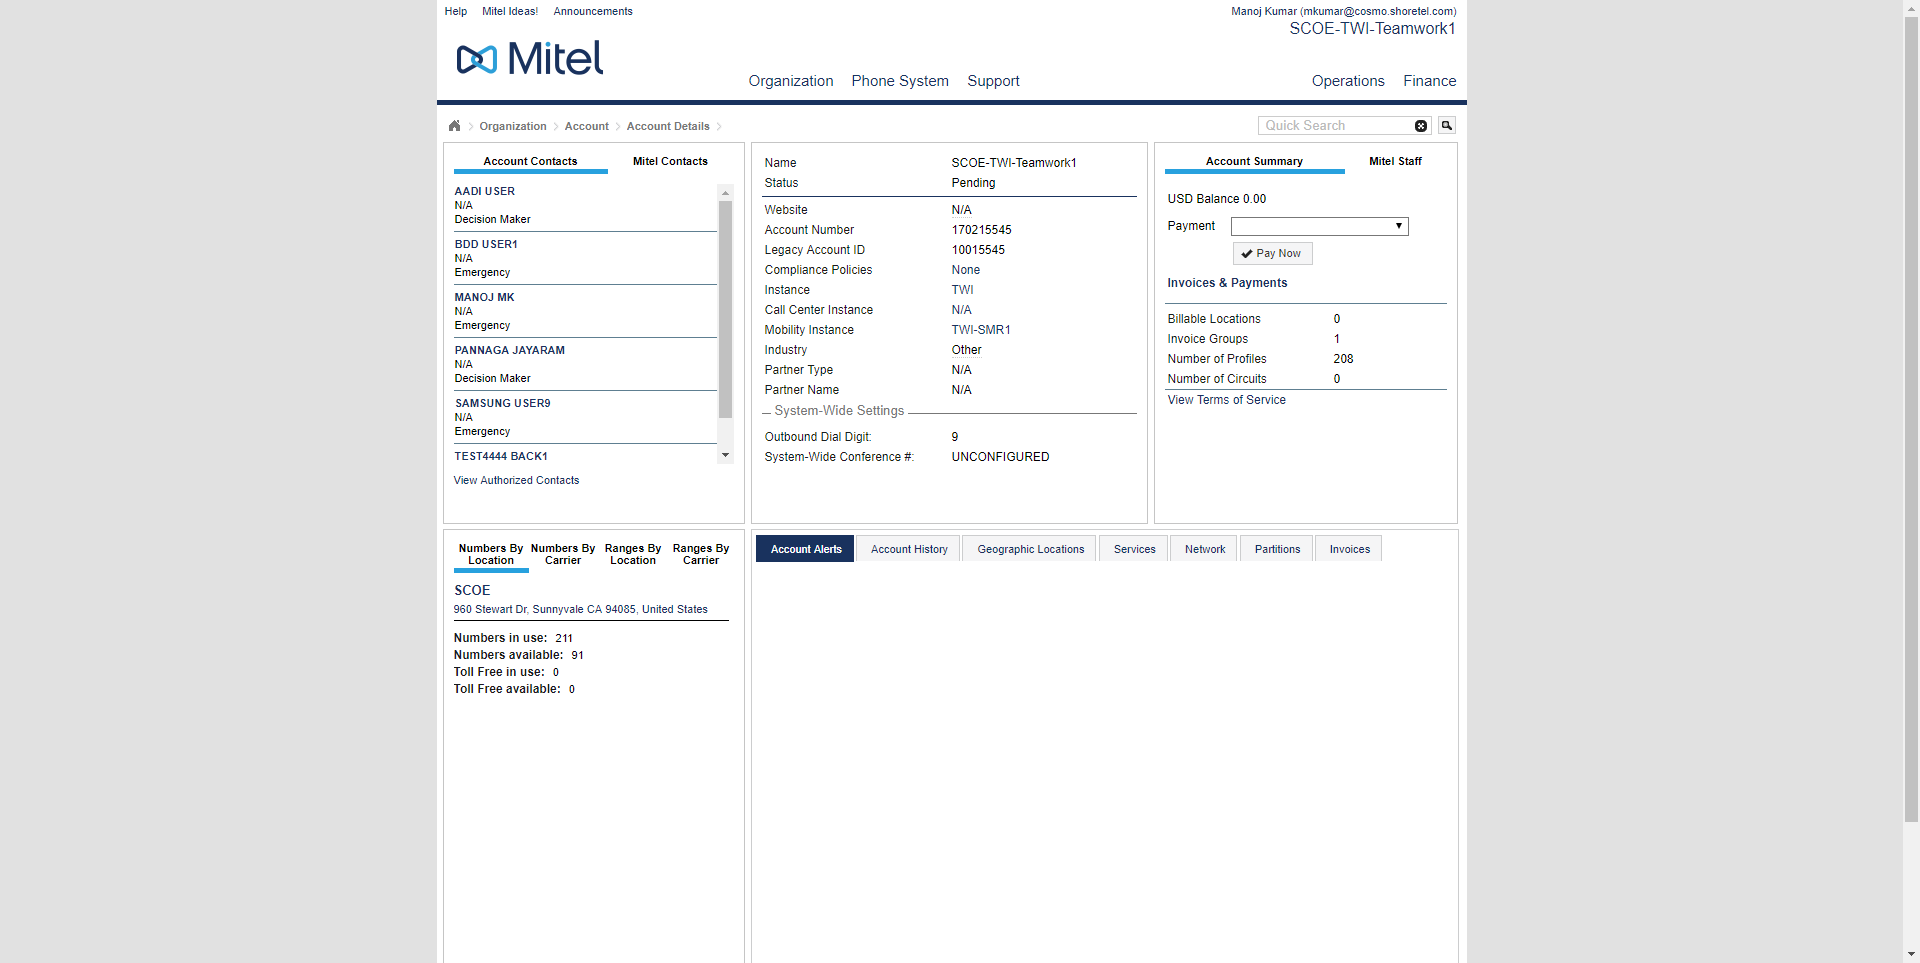 Help Mitel Ideas! Announcements
Manoj Kumar (mkumar@cosmo.shoretel.com)
SCOE-TWI-Teamwork1
Mitel
Organization Phone System Support Operations Finance
Organization Account Account Details
Quick Search
Account Contacts Mitel Contacts
AADI USER
N/A
Decision Maker
BDD USER1
N/A
Emergency
MANOJ MK
N/A
Emergency
PANNAGA JAYARAM
N/A
Decision Maker
SAMSUNG USER9
N/A
Emergency
TEST4444 BACK1
View Authorized Contacts
Name SCOE-TWI-Teamwork1
Status Pending
Website N/A
Account Number 170215545
Legacy Account ID 10015545
Compliance Policies None
Instance TWI
Call Center Instance N/A
Mobility Instance TWI-SMR1
Industry Other
Partner Type N/A
Partner Name N/A
System-Wide Settings
Outbound Dial Digit: 9
System-Wide Conference #: UNCONFIGURED
Account Summary Mitel Staff
USD Balance 0.00
Payment
Pay Now
Invoices & Payments
Billable Locations 0
Invoice Groups 1
Number of Profiles 208
Number of Circuits 0
View Terms of Service
Numbers By Location Numbers By Carrier Ranges By Location Ranges By Carrier
SCOE
960 Stewart Dr, Sunnyvale CA 94085, United States
Numbers in use: 211
Numbers available: 91
Toll Free in use: 0
Toll Free available: 0
Account Alerts Account History Geographic Locations Services Network Partitions Invoices